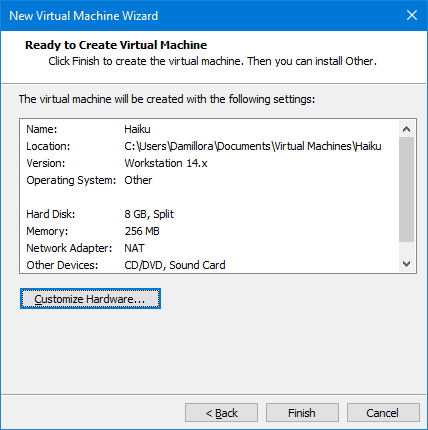 New Virtual Machine Wizard
Ready to Create Virtual Machine
Click Finish to create the virtual machine. Then you can install Other.
The virtual machine will be created with the following settings:
Name: Haiku
Location: C:\Users\Damillora\Documents\Virtual Machines\Haiku
Version: Workstation 14.x
Operating System: Other
Hard Disk: 8 GB, Split
Memory: 256 MB
Network Adapter: NAT
Other Devices: CD/DVD, Sound Card
Customize Hardware...
< Back Finish Cancel